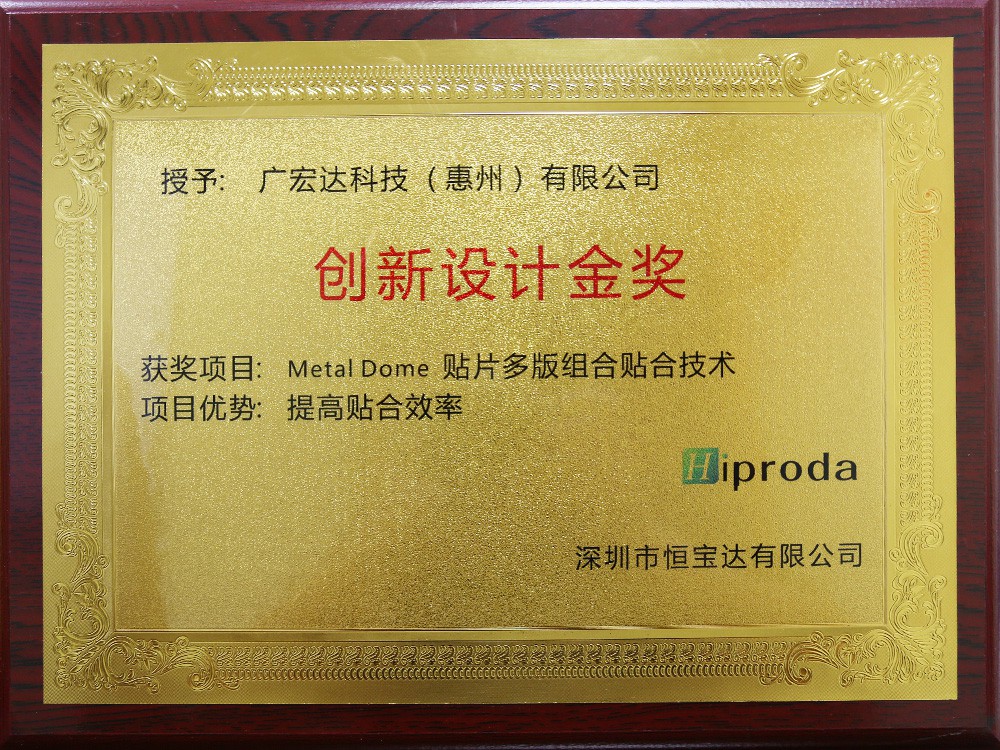 授予: 广宏达科技（惠州）有限公司
创新设计金奖
获奖项目: Metal Dome 贴片多版组合贴合技术
项目优势: 提高贴合效率
Hiproda
深圳市恒宝达有限公司